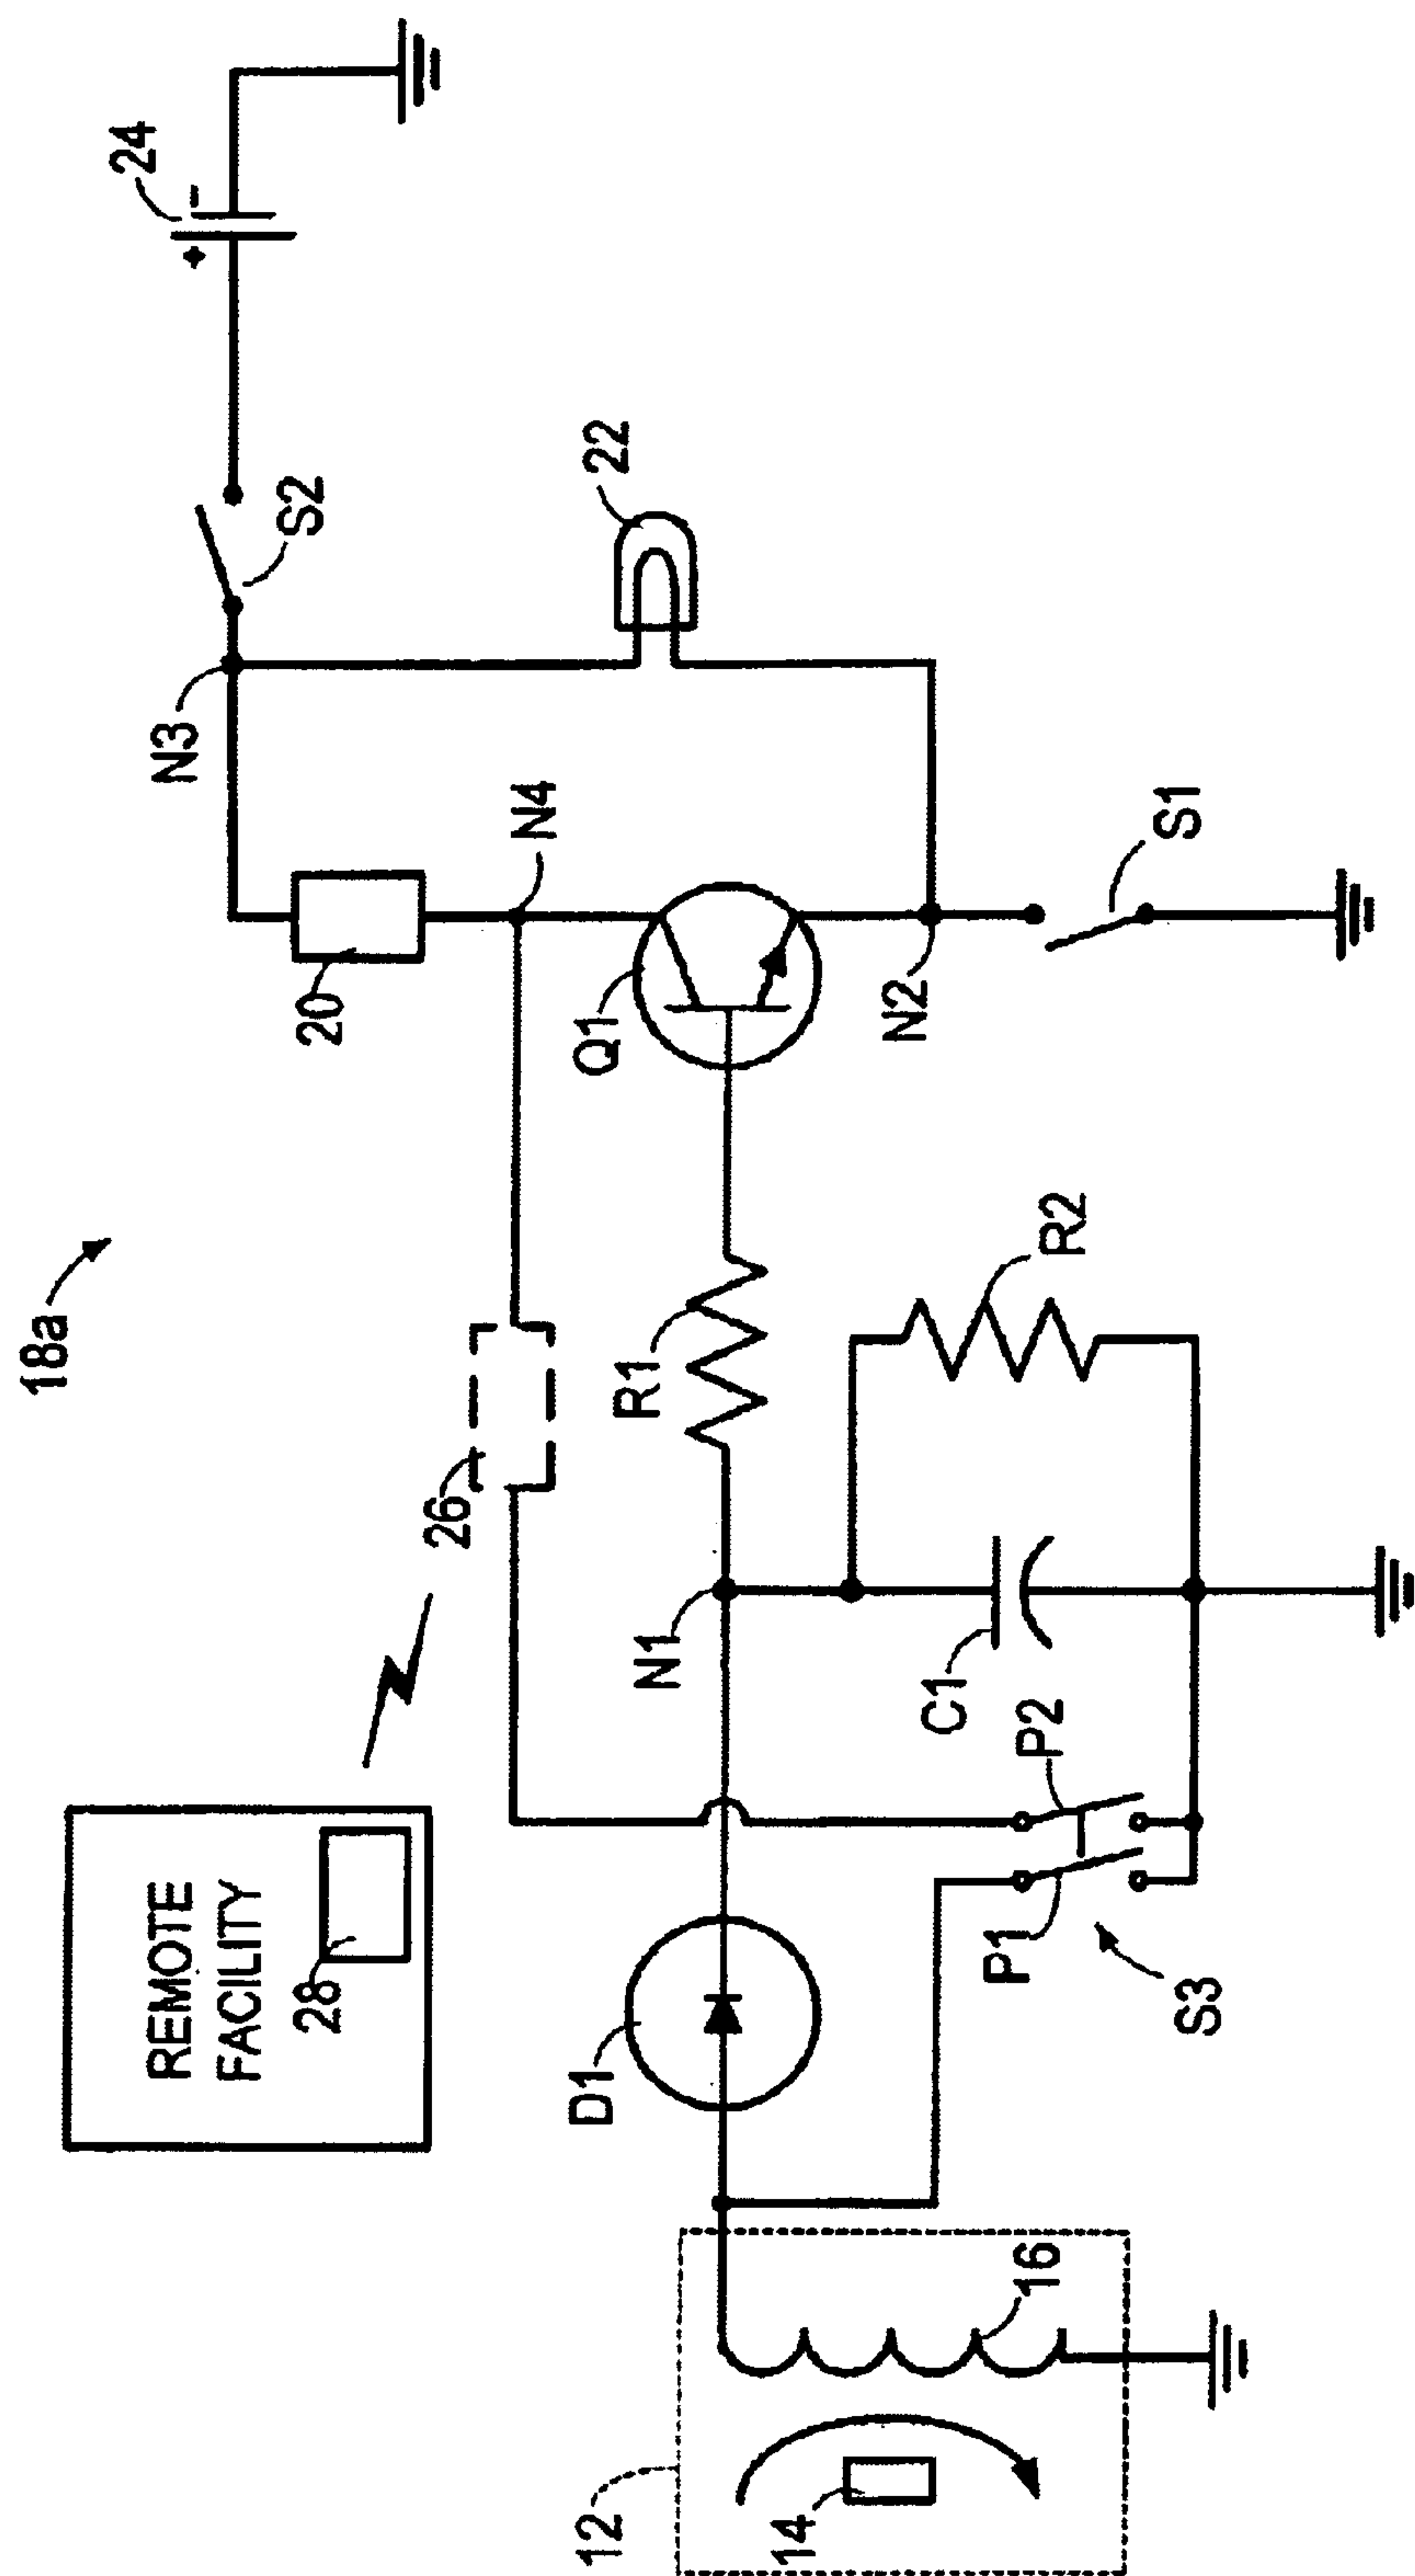 18a
REMOTE
FACILITY
28
26
N3
S2
24
+
-
20
N4
22
Q1
N2
S1
R1
R2
N1
C1
D1
P1
P2
S3
12
14
16